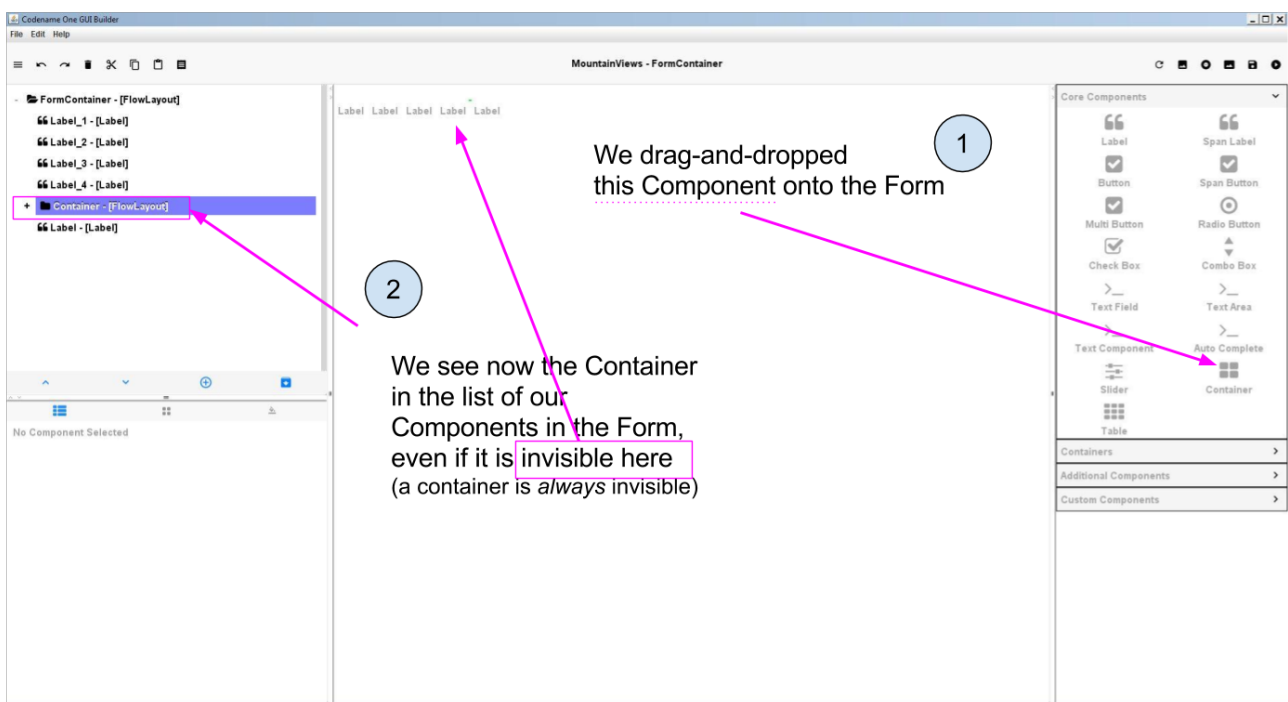 Codename One GUI Builder
File Edit Help
MountainViews - FormContainer
- FormContainer - [FlowLayout]
Label_1 - [Label]
Label_2 - [Label]
Label_3 - [Label]
Label_4 - [Label]
+ Container - [FlowLayout]
Label - [Label]
No Component Selected
Label Label Label Label Label
1
We drag-and-dropped
this Component onto the Form
2
We see now the Container
in the list of our
Components in the Form,
even if it is invisible here
(a container is always invisible)
Core Components
Label Span Label
Button Span Button
Multi Button Radio Button
Check Box Combo Box
Text Field Text Area
Text Component Auto Complete
Slider Container
Table
Containers
Additional Components
Custom Components